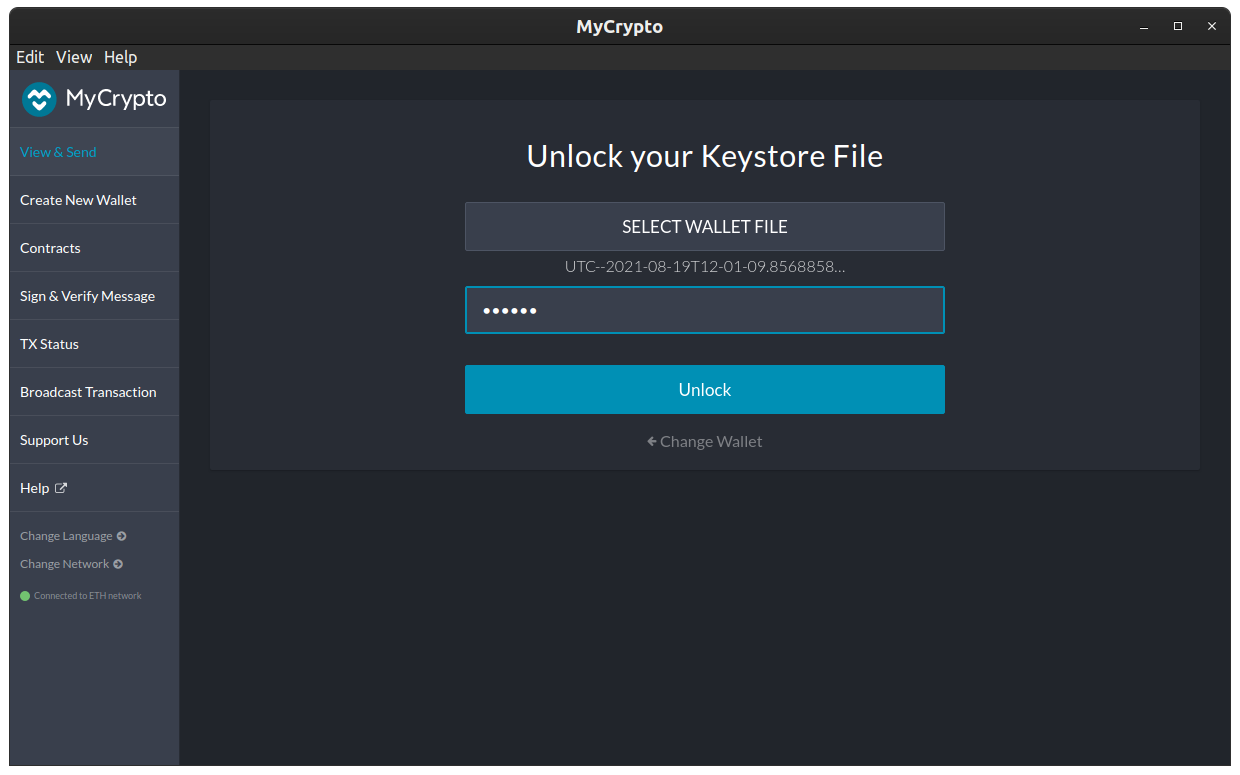 MyCrypto
Edit View Help
MyCrypto
View & Send
Create New Wallet
Contracts
Sign & Verify Message
TX Status
Broadcast Transaction
Support Us
Help
Change Language
Change Network
Connected to ETH network
Unlock your Keystore File
SELECT WALLET FILE
UTC--2021-08-19T12-01-09.8568858...
••••••
Unlock
Change Wallet